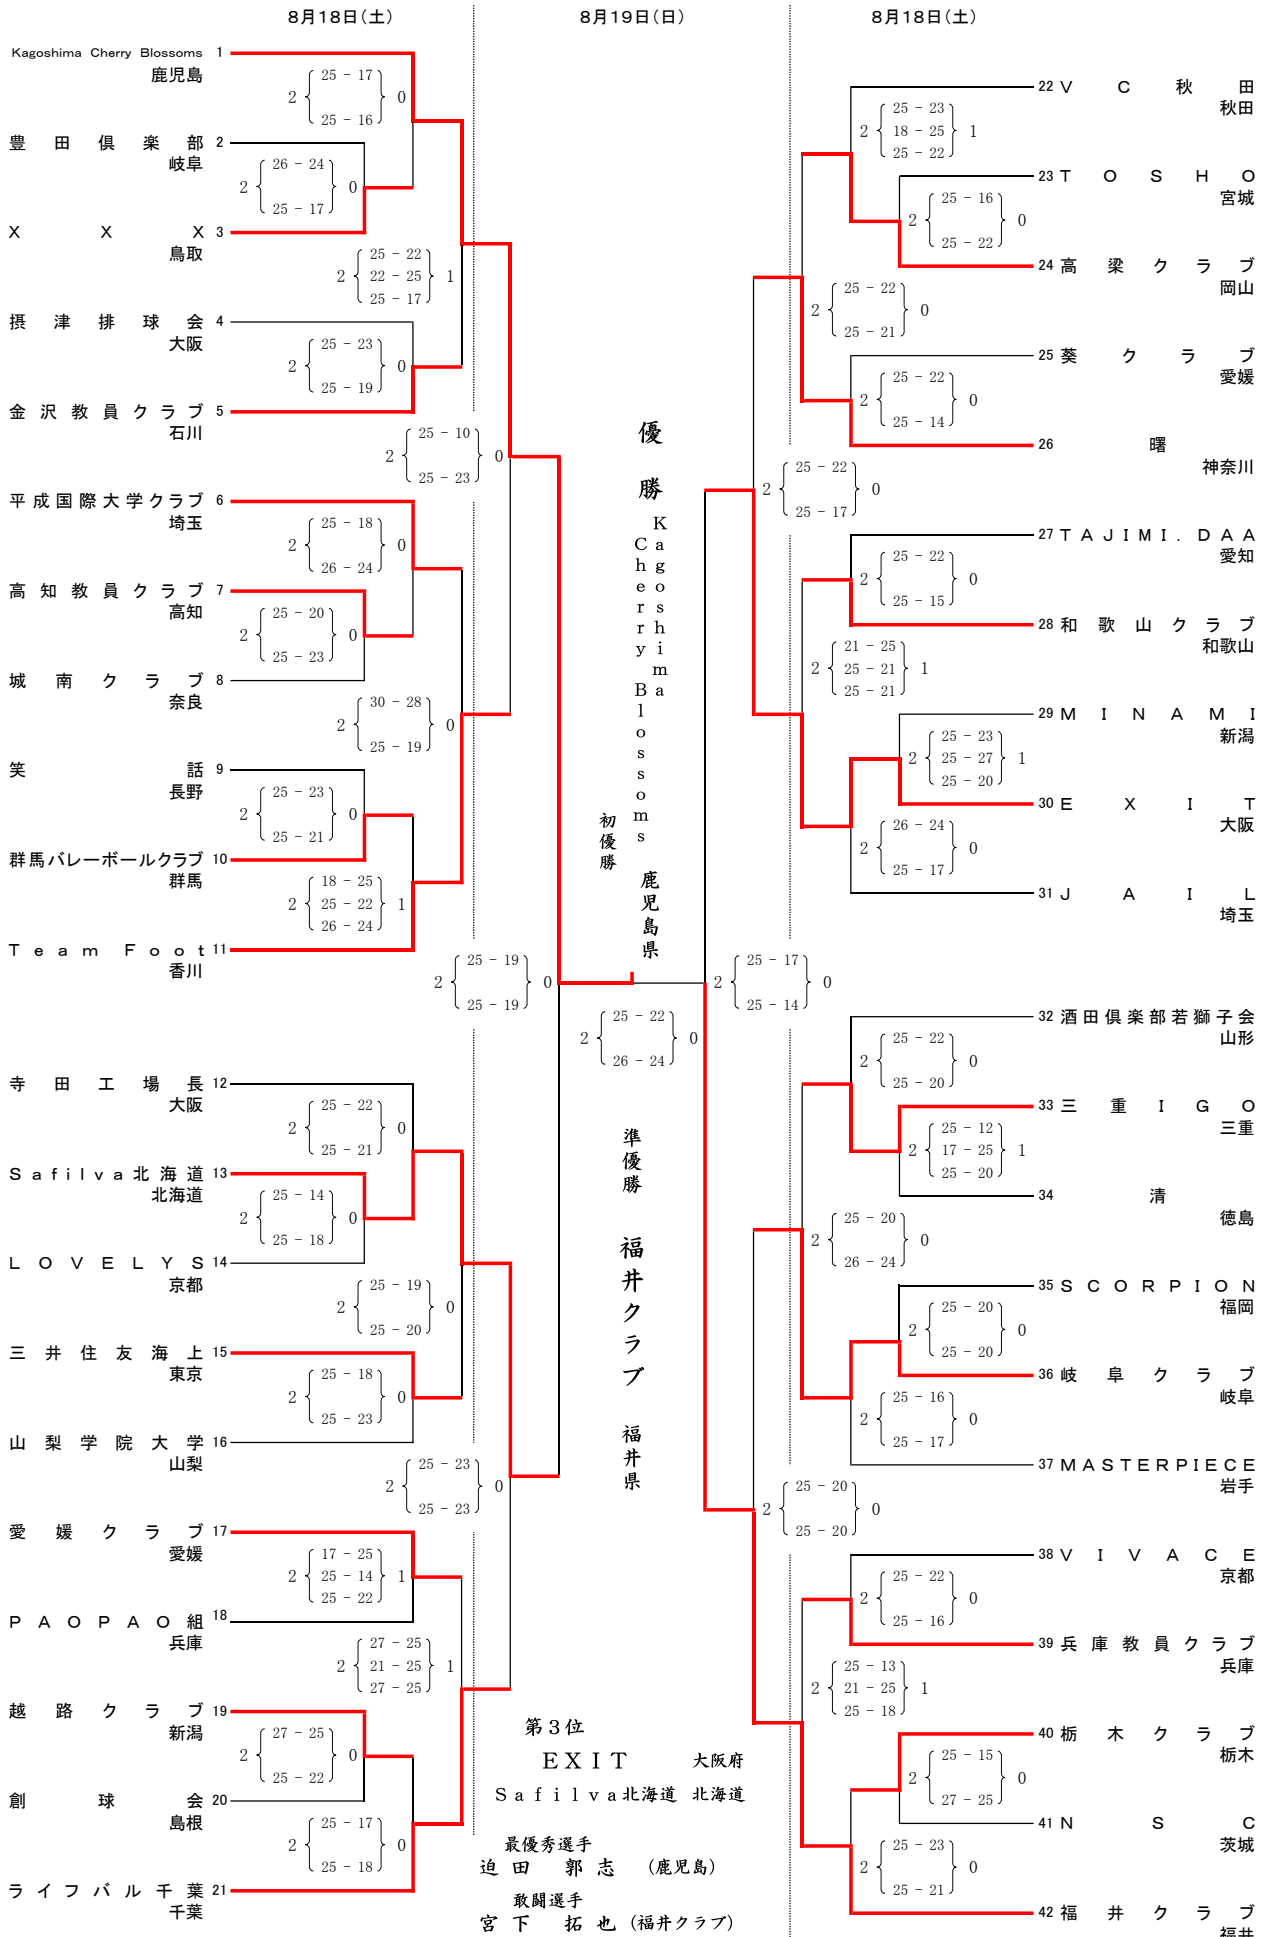 8月18日(土)
8月19日(日)
8月18日(土)
Kagoshima Cherry Blossoms 1
鹿児島
2 25 - 17 0
25 - 16
豊田倶楽部 2
岐阜
2 26 - 24 0
25 - 17
XXX 3
鳥取
2 25 - 22 1
22 - 25
25 - 17
摂津排球会 4
大阪
2 25 - 23 0
25 - 19
金沢教員クラブ 5
石川
2 25 - 10 0
25 - 23
平成国際大学クラブ 6
埼玉
2 25 - 18 0
26 - 24
高知教員クラブ 7
高知
2 25 - 20 0
25 - 23
城南クラブ 8
奈良
2 30 - 28 0
25 - 19
笑話 9
長野
2 25 - 23 0
25 - 21
群馬バレーボールクラブ 10
群馬
2 18 - 25 1
25 - 22
26 - 24
Team Foot 11
香川
2 25 - 19 0
25 - 19
寺田工場長 12
大阪
2 25 - 22 0
25 - 21
Safilva北海道 13
北海道
2 25 - 14 0
25 - 18
LOVELYS 14
京都
2 25 - 19 0
25 - 20
三井住友海上 15
東京
2 25 - 18 0
25 - 23
山梨学院大学 16
山梨
2 25 - 23 0
25 - 23
愛媛クラブ 17
愛媛
2 17 - 25 1
25 - 14
25 - 22
PAOPAO組 18
兵庫
2 27 - 25 1
21 - 25
27 - 25
越路クラブ 19
新潟
2 27 - 25 0
25 - 22
創球会 20
島根
2 25 - 17 0
25 - 18
ライフバル千葉 21
千葉
優勝
Kagoshima
Cherry Blossoms
鹿児島県
初優勝
2 25 - 22 0
26 - 24
準優勝 福井クラブ 福井県
第3位
EXIT 大阪府
Safilva北海道 北海道
最優秀選手
迫田 郭志 (鹿児島)
敢闘選手
宮下 拓也 (福井クラブ)
22 VC秋田
秋田
2 25 - 23 1
18 - 25
25 - 22
23 TOSHO
宮城
2 25 - 16 0
25 - 22
24 高梁クラブ
岡山
2 25 - 22 0
25 - 21
25 葵クラブ
愛媛
2 25 - 22 0
25 - 14
26 曙
神奈川
2 25 - 22 0
25 - 17
27 TAJIMI.DAA
愛知
2 25 - 22 0
25 - 15
28 和歌山クラブ
和歌山
2 21 - 25 1
25 - 21
25 - 21
29 MINAMI
新潟
2 25 - 23 1
25 - 27
25 - 20
30 EXIT
大阪
2 26 - 24 0
25 - 17
31 JAIL
埼玉
2 25 - 17 0
25 - 14
32 酒田倶楽部若獅子会
山形
2 25 - 22 0
25 - 20
33 三重IGO
三重
2 25 - 12 1
17 - 25
25 - 20
34 清
徳島
2 25 - 20 0
26 - 24
35 SCORPION
福岡
2 25 - 20 0
25 - 20
36 岐阜クラブ
岐阜
2 25 - 16 0
25 - 17
37 MASTERPIECE
岩手
2 25 - 20 0
25 - 20
38 VIVACE
京都
2 25 - 22 0
25 - 16
39 兵庫教員クラブ
兵庫
2 25 - 13 1
21 - 25
25 - 18
40 栃木クラブ
栃木
2 25 - 15 0
27 - 25
41 NSC
茨城
2 25 - 23 0
25 - 21
42 福井クラブ
福井